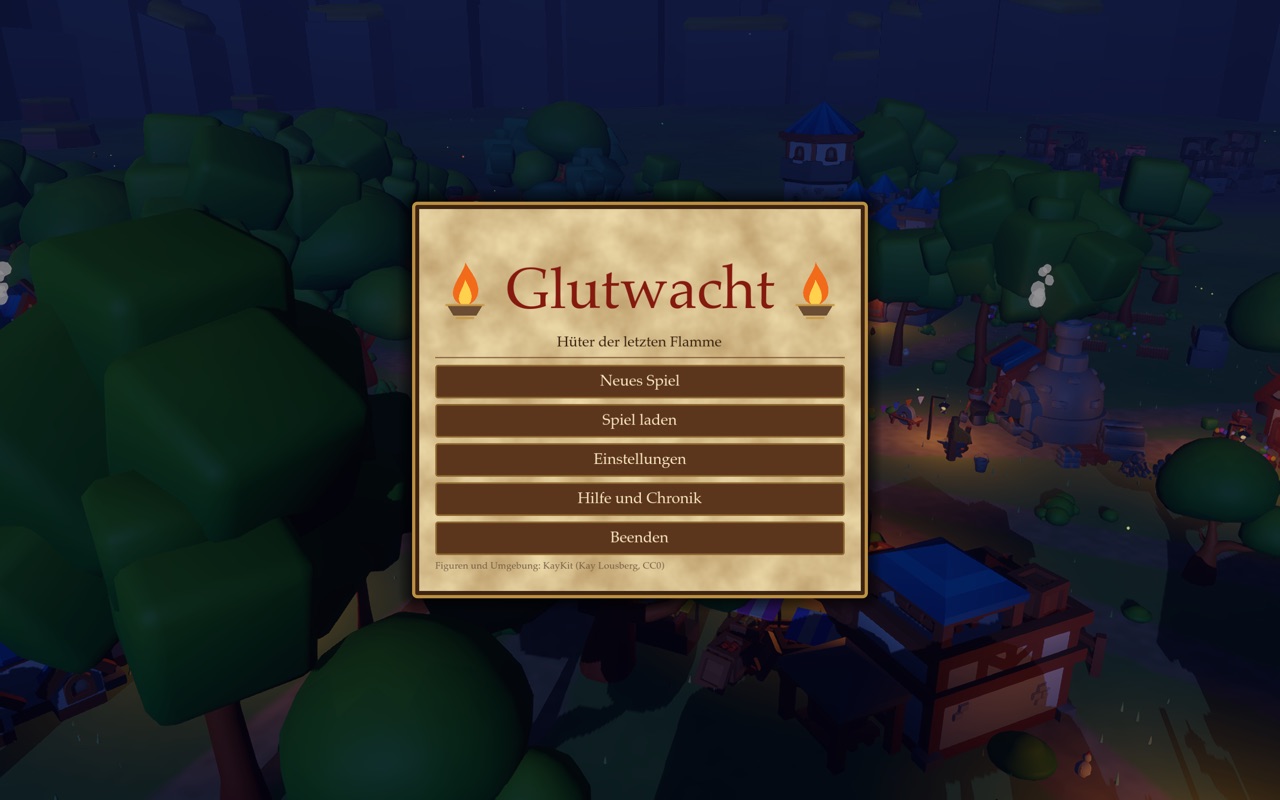 Glutwacht
Hüter der letzten Flamme
Neues Spiel
Spiel laden
Einstellungen
Hilfe und Chronik
Beenden
Figuren und Umgebung: KayKit (Kay Lousberg, CC0)